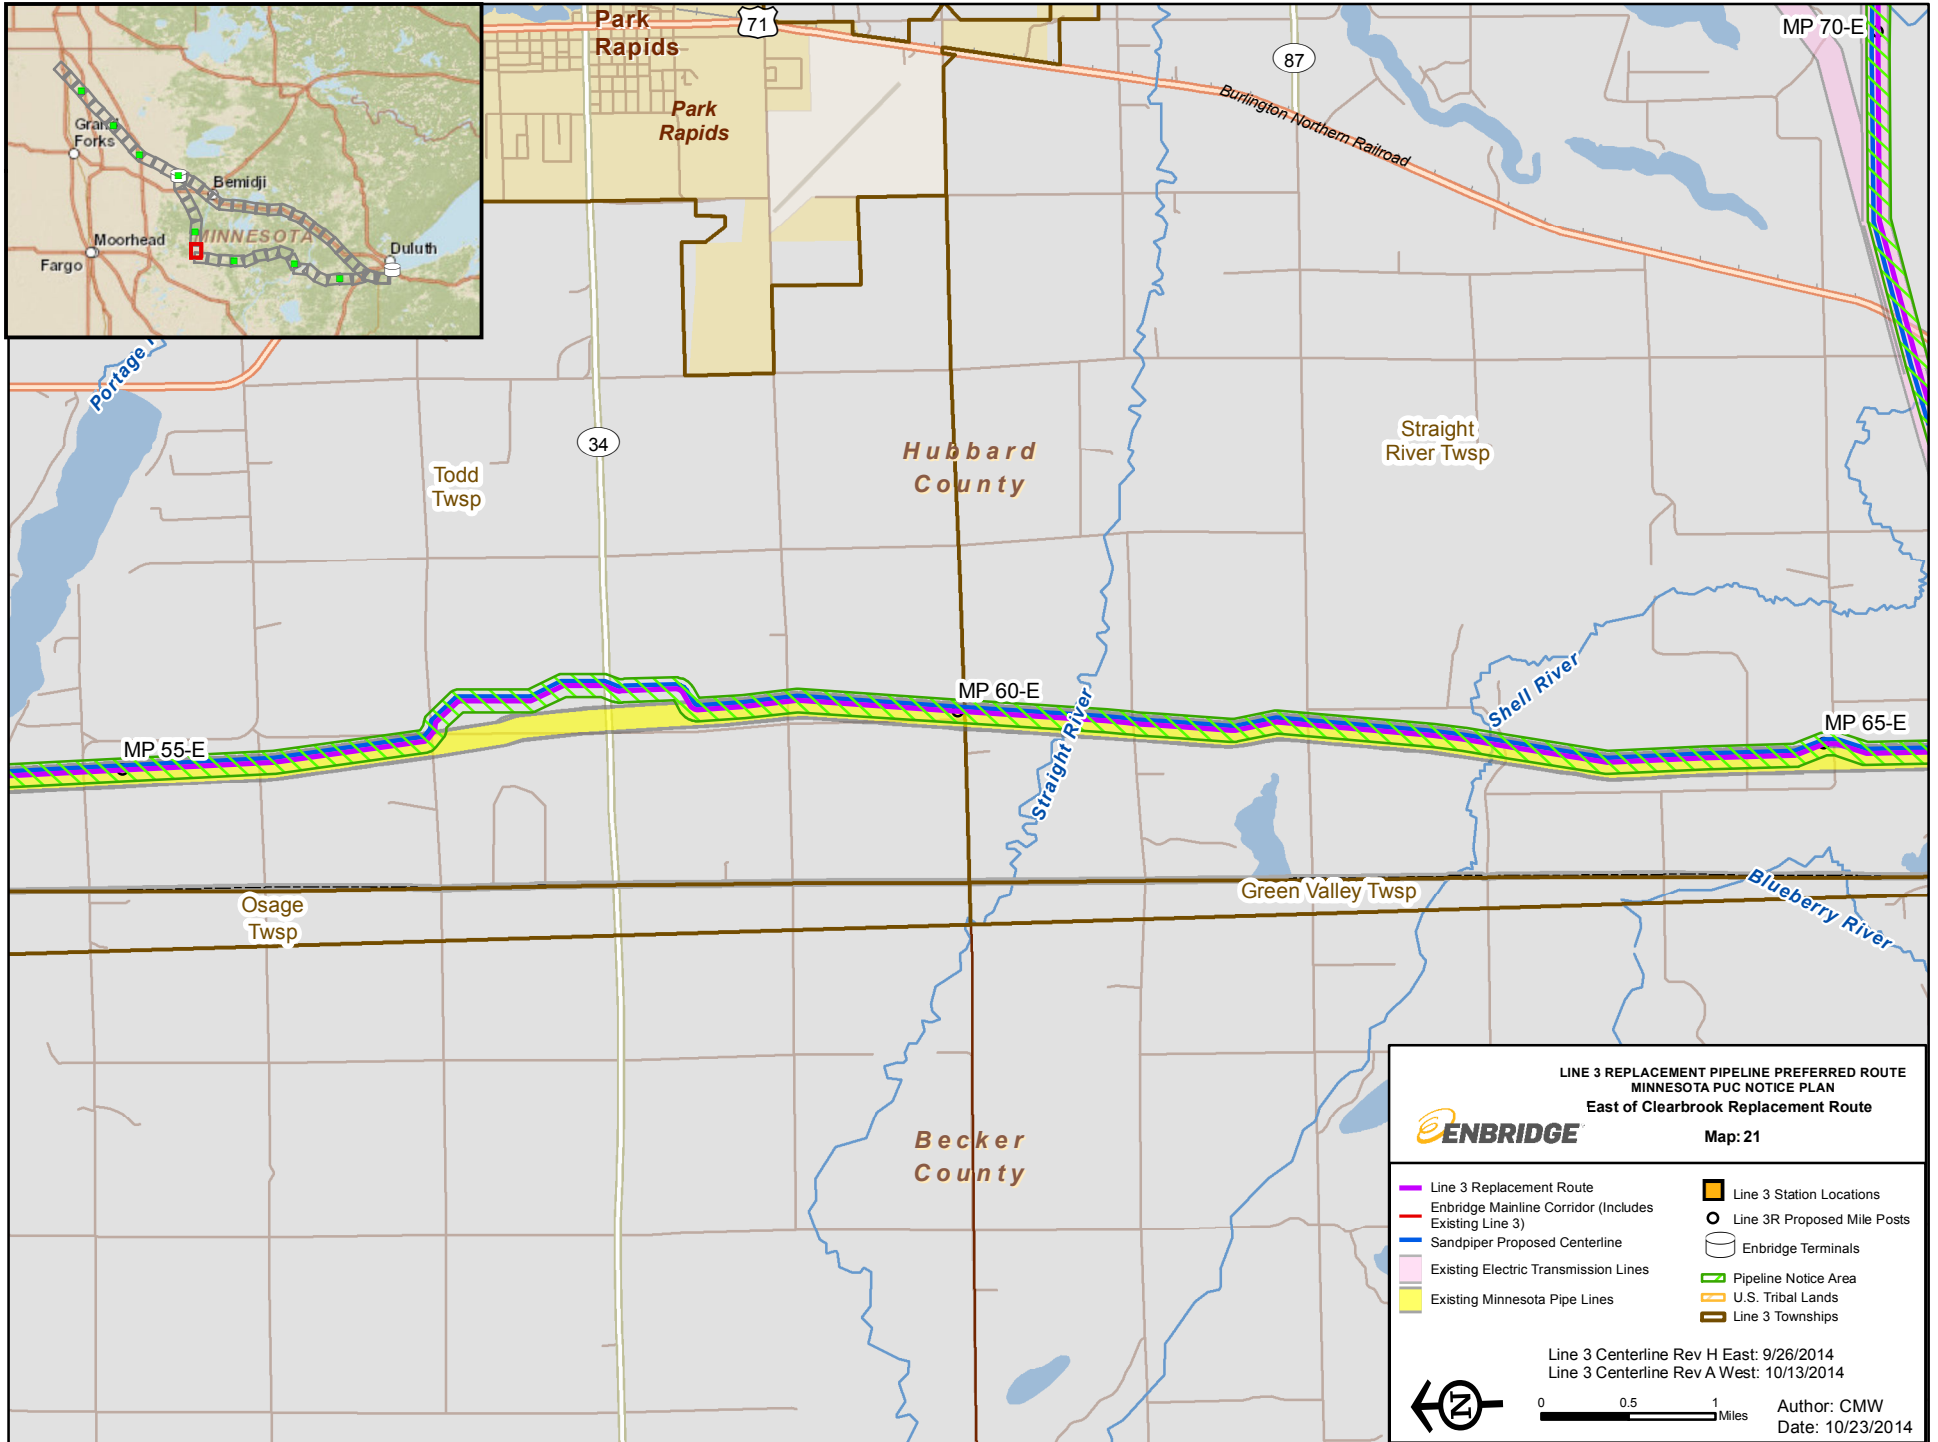 Grand
Forks
Bemidji
Moorhead
MINNESOTA
Fargo
Duluth
Park
Rapids
71
Park
Rapids
87
Burlington Northern Railroad
MP 70-E
Portage
34
Todd
Twsp
Hubbard
County
Straight
River Twsp
MP 55-E
MP 60-E
MP 65-E
Straight River
Shell River
Blueberry River
Osage
Twsp
Green Valley Twsp
Becker
County
LINE 3 REPLACEMENT PIPELINE PREFERRED ROUTE
MINNESOTA PUC NOTICE PLAN
East of Clearbrook Replacement Route
ENBRIDGE
Map: 21
Line 3 Replacement Route
Enbridge Mainline Corridor (Includes
Existing Line 3)
Sandpiper Proposed Centerline
Existing Electric Transmission Lines
Existing Minnesota Pipe Lines
Line 3 Station Locations
Line 3R Proposed Mile Posts
Enbridge Terminals
Pipeline Notice Area
U.S. Tribal Lands
Line 3 Townships
Line 3 Centerline Rev H East: 9/26/2014
Line 3 Centerline Rev A West: 10/13/2014
N
0 0.5 1
Miles
Author: CMW
Date: 10/23/2014